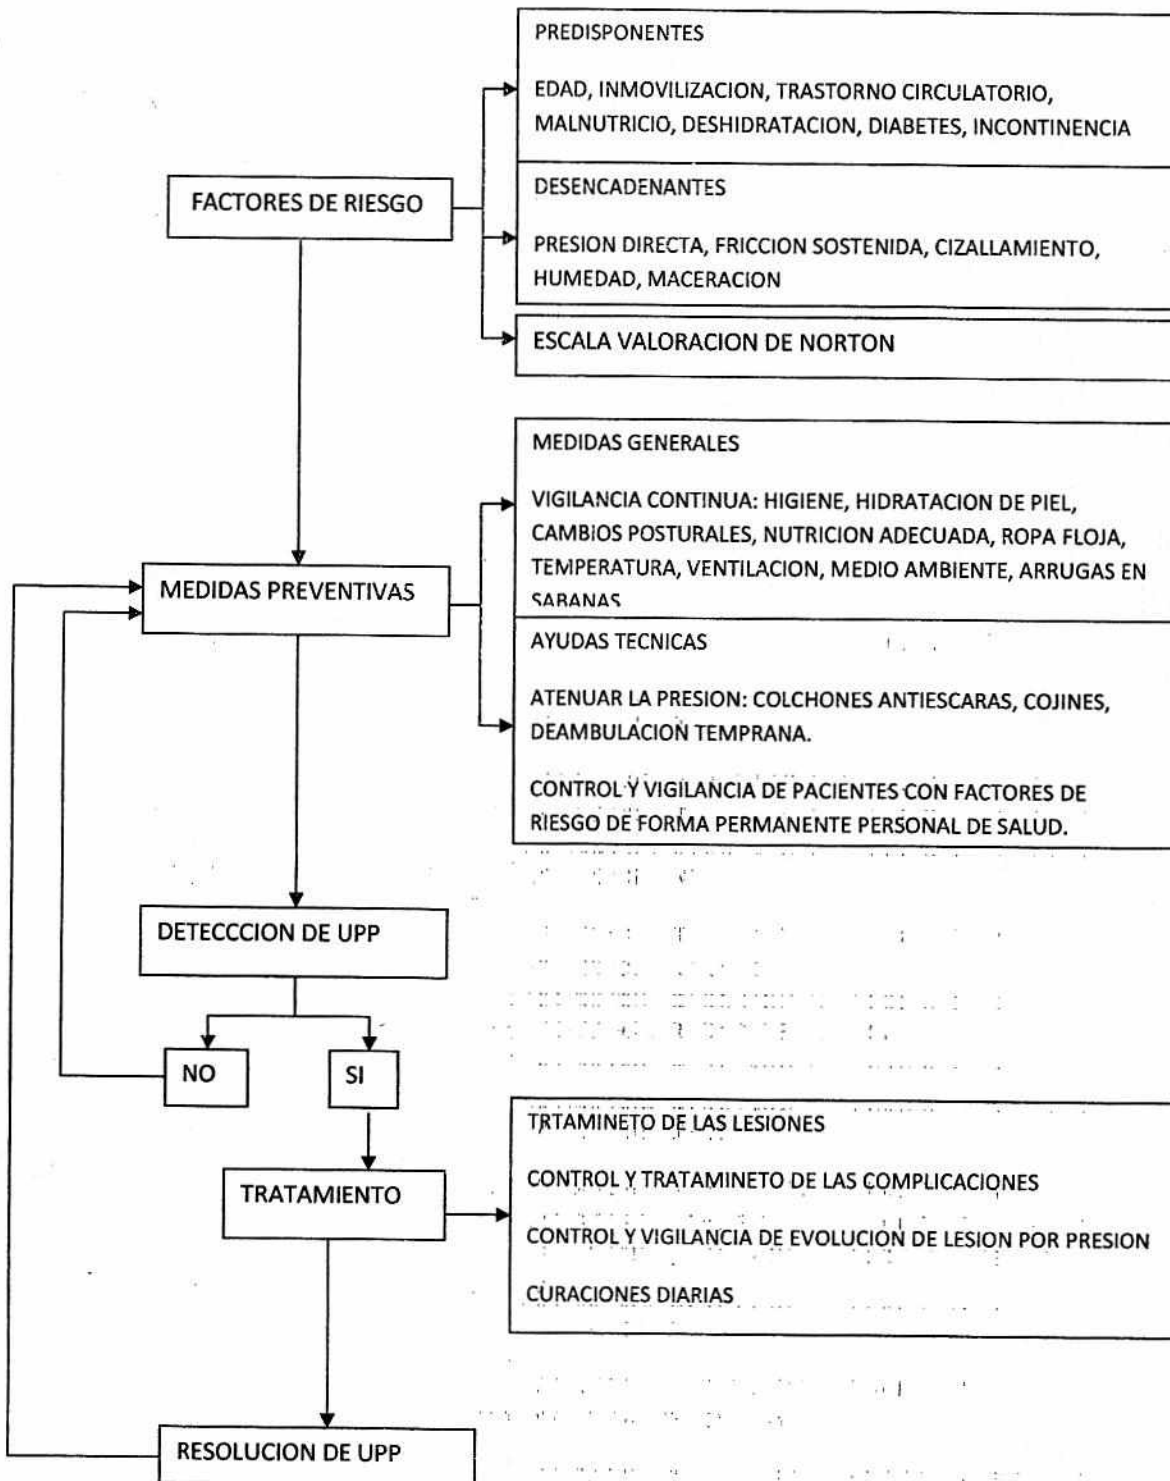 PREDISPONENTES
EDAD, INMOVILIZACION, TRASTORNO CIRCULATORIO,
MALNUTRICIO, DESHIDRATACION, DIABETES, INCONTINENCIA
FACTORES DE RIESGO
DESENCADENANTES
PRESION DIRECTA, FRICCION SOSTENIDA, CIZALLAMIENTO,
HUMEDAD, MACERACION
ESCALA VALORACION DE NORTON
MEDIDAS GENERALES
VIGILANCIA CONTINUA: HIGIENE, HIDRATACION DE PIEL,
CAMBIOS POSTURALES, NUTRICION ADECUADA, ROPA FLOJA,
TEMPERATURA, VENTILACION, MEDIO AMBIENTE, ARRUGAS EN
SABANAS
MEDIDAS PREVENTIVAS
AYUDAS TECNICAS
ATENUAR LA PRESION: COLCHONES ANTIESCARAS, COJINES,
DEAMBULACION TEMPRANA.
CONTROL Y VIGILANCIA DE PACIENTES CON FACTORES DE
RIESGO DE FORMA PERMANENTE PERSONAL DE SALUD.
DETECCCION DE UPP
NO
SI
TRATAMIENTO
TRTAMINETO DE LAS LESIONES
CONTROL Y TRATAMINETO DE LAS COMPLICACIONES
CONTROL Y VIGILANCIA DE EVOLUCION DE LESION POR PRESION
CURACIONES DIARIAS
RESOLUCION DE UPP